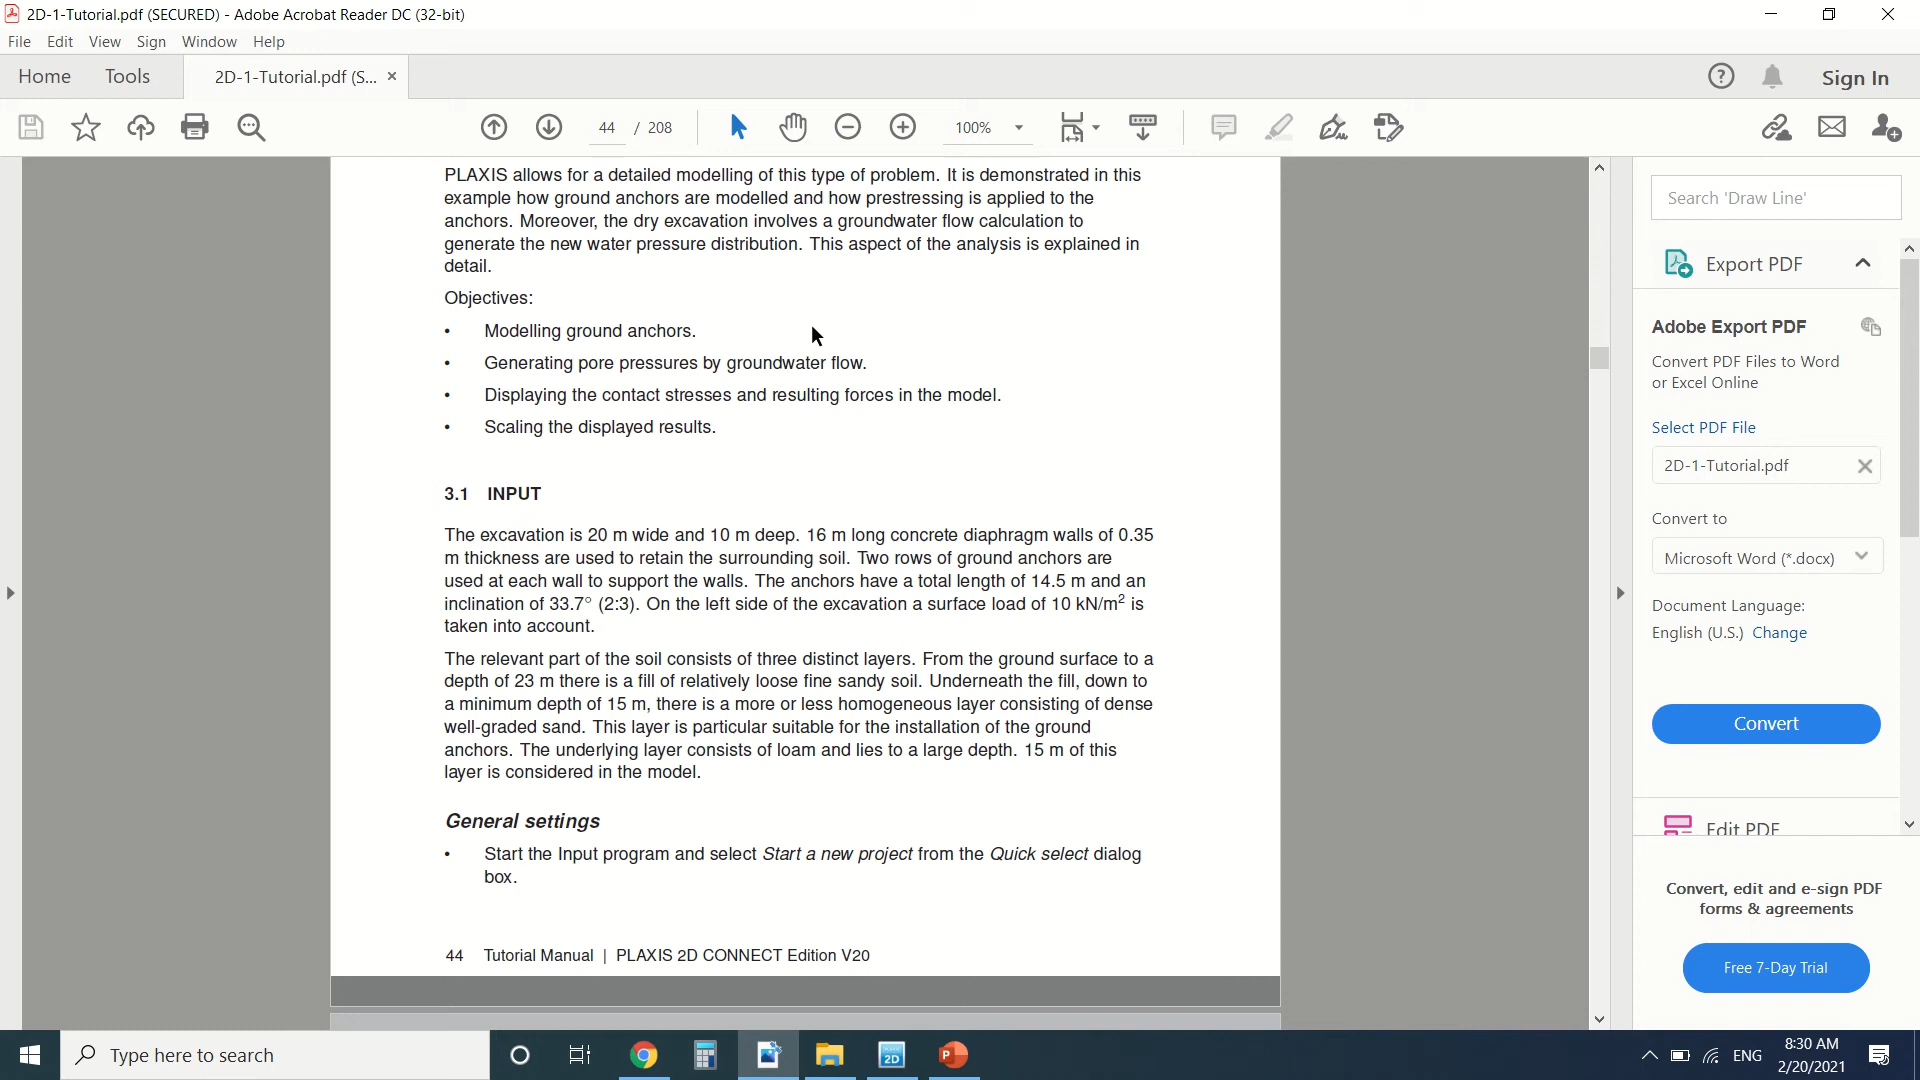 2D-1-Tutorial.pdf (SECURED) - Adobe Acrobat Reader DC (32-bit)
File Edit View Sign Window Help
Home Tools 2D-1-Tutorial.pdf (S... Sign In
44 / 208 100%
PLAXIS allows for a detailed modelling of this type of problem. It is demonstrated in this
example how ground anchors are modelled and how prestressing is applied to the
anchors. Moreover, the dry excavation involves a groundwater flow calculation to
generate the new water pressure distribution. This aspect of the analysis is explained in
detail.
Objectives:
• Modelling ground anchors.
• Generating pore pressures by groundwater flow.
• Displaying the contact stresses and resulting forces in the model.
• Scaling the displayed results.
3.1 INPUT
The excavation is 20 m wide and 10 m deep. 16 m long concrete diaphragm walls of 0.35
m thickness are used to retain the surrounding soil. Two rows of ground anchors are
used at each wall to support the walls. The anchors have a total length of 14.5 m and an
inclination of 33.7° (2:3). On the left side of the excavation a surface load of 10 kN/m² is
taken into account.
The relevant part of the soil consists of three distinct layers. From the ground surface to a
depth of 23 m there is a fill of relatively loose fine sandy soil. Underneath the fill, down to
a minimum depth of 15 m, there is a more or less homogeneous layer consisting of dense
well-graded sand. This layer is particular suitable for the installation of the ground
anchors. The underlying layer consists of loam and lies to a large depth. 15 m of this
layer is considered in the model.
General settings
• Start the Input program and select Start a new project from the Quick select dialog
box.
44 Tutorial Manual | PLAXIS 2D CONNECT Edition V20
Search 'Draw Line'
Export PDF
Adobe Export PDF
Convert PDF Files to Word
or Excel Online
Select PDF File
2D-1-Tutorial.pdf
Convert to
Microsoft Word (*.docx)
Document Language:
English (U.S.) Change
Convert
Edit PDF
Convert, edit and e-sign PDF
forms & agreements
Free 7-Day Trial
Type here to search
2D
P
ENG
8:30 AM
2/20/2021